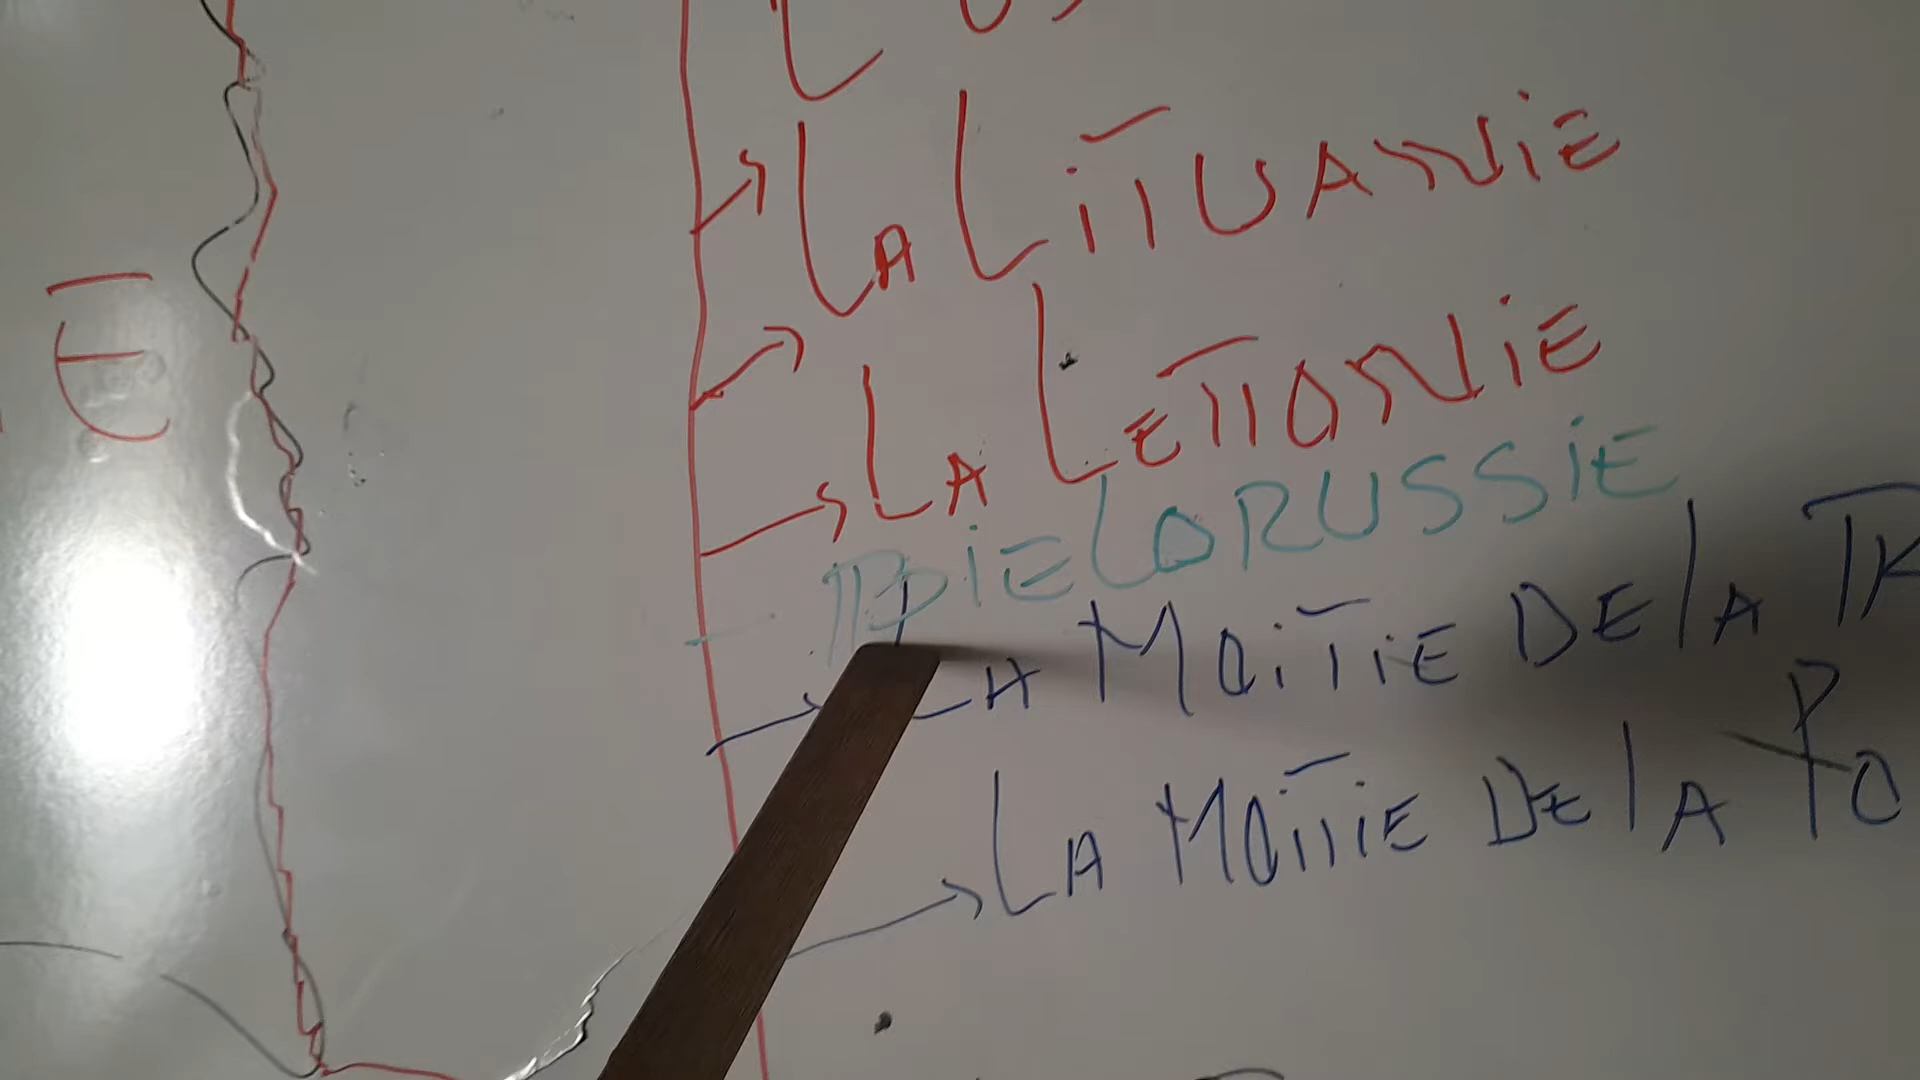 LA LiTUANiE
LA LETTONiE
BiELORUSSiE
LA MOiTiE DE LA
LA MOiTiE DE LA PO
E